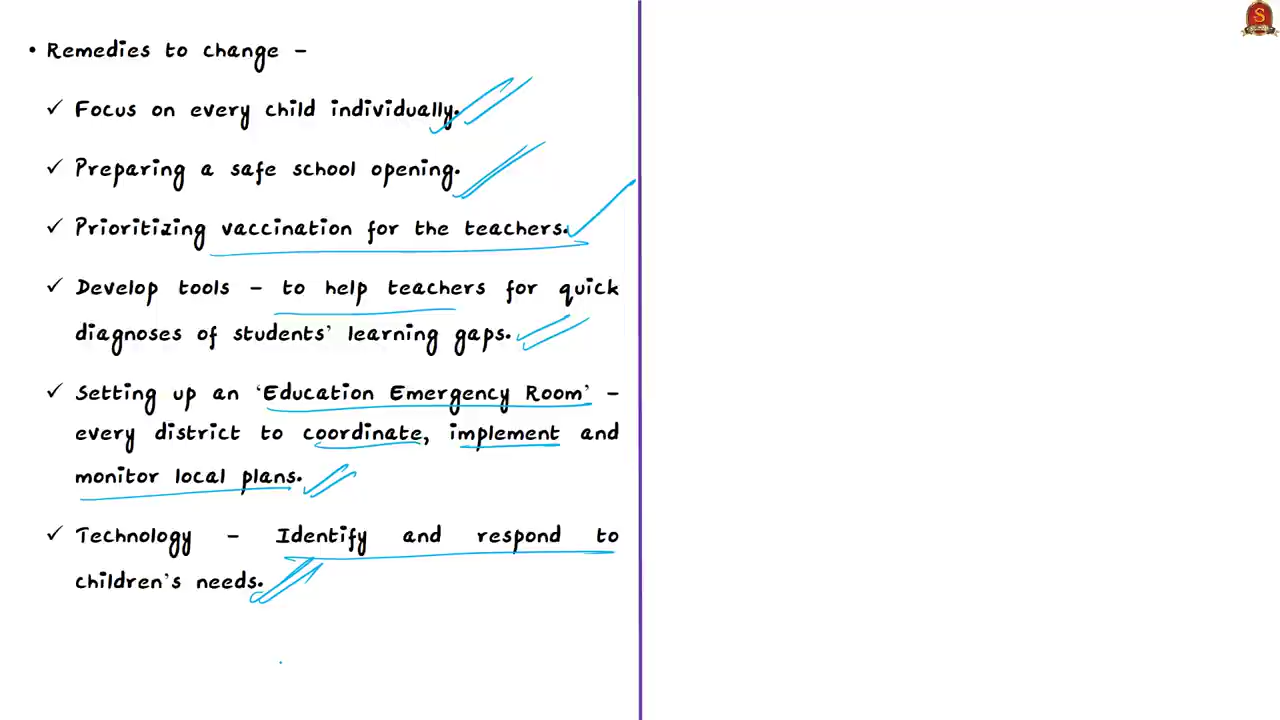 • Remedies to change –
✓ Focus on every child individually.
✓ Preparing a safe school opening.
✓ Prioritizing vaccination for the teachers.
✓ Develop tools – to help teachers for quick
diagnoses of students' learning gaps.
✓ Setting up an ‘Education Emergency Room’ –
every district to coordinate, implement and
monitor local plans.
✓ Technology – Identify and respond to
children's needs.
S